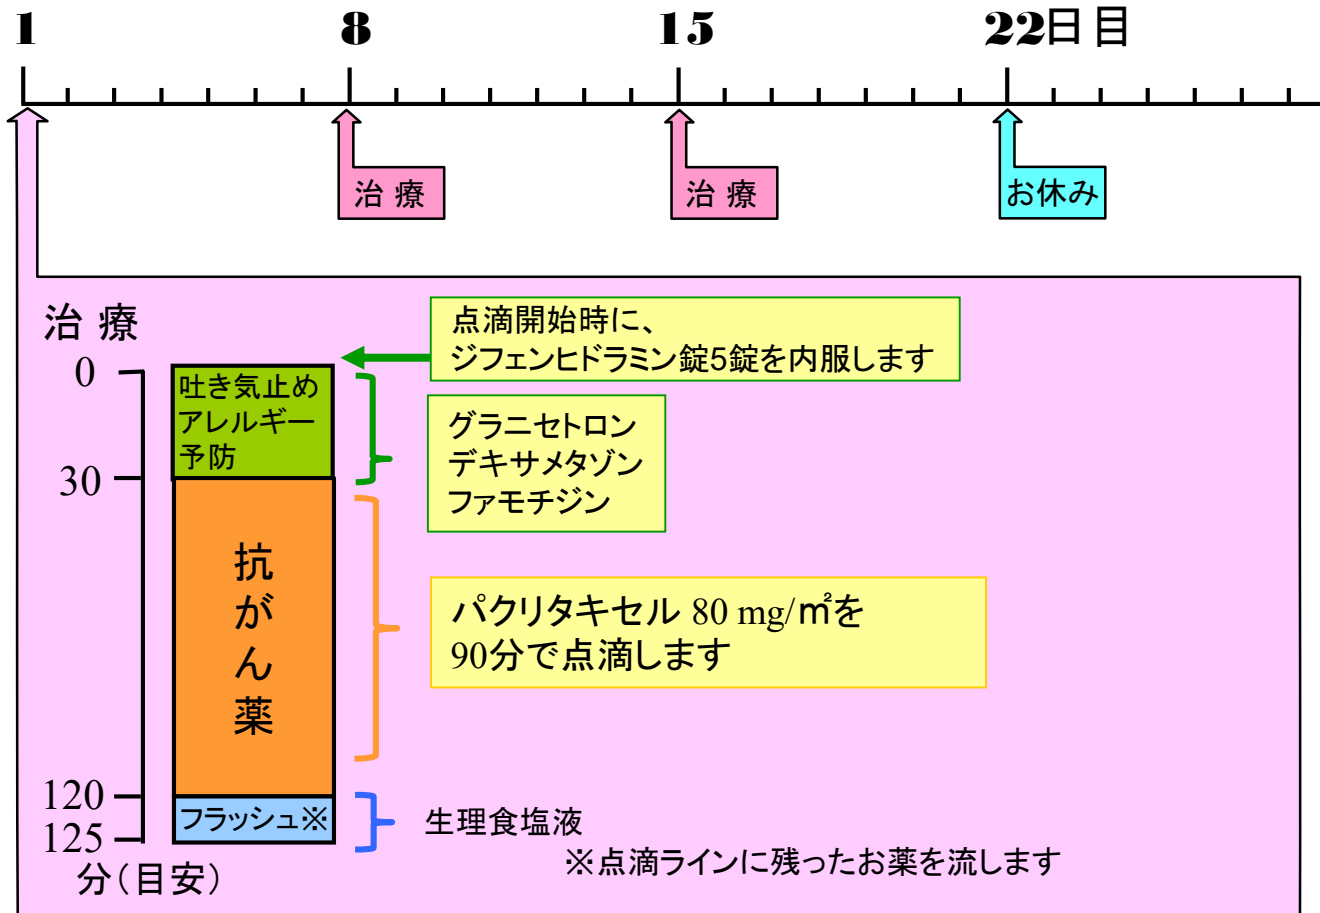 1 8 15 22日目
治療 治療 お休み
治療
点滴開始時に、
ジフェンヒドラミン錠5錠を内服します
0
吐き気止め
アレルギー
予防
グラニセトロン
デキサメタゾン
ファモチジン
30
抗がん薬
パクリタキセル 80 mg/㎡を
90分で点滴します
120
フラッシュ※
生理食塩液
125
※点滴ラインに残ったお薬を流します
分(目安)